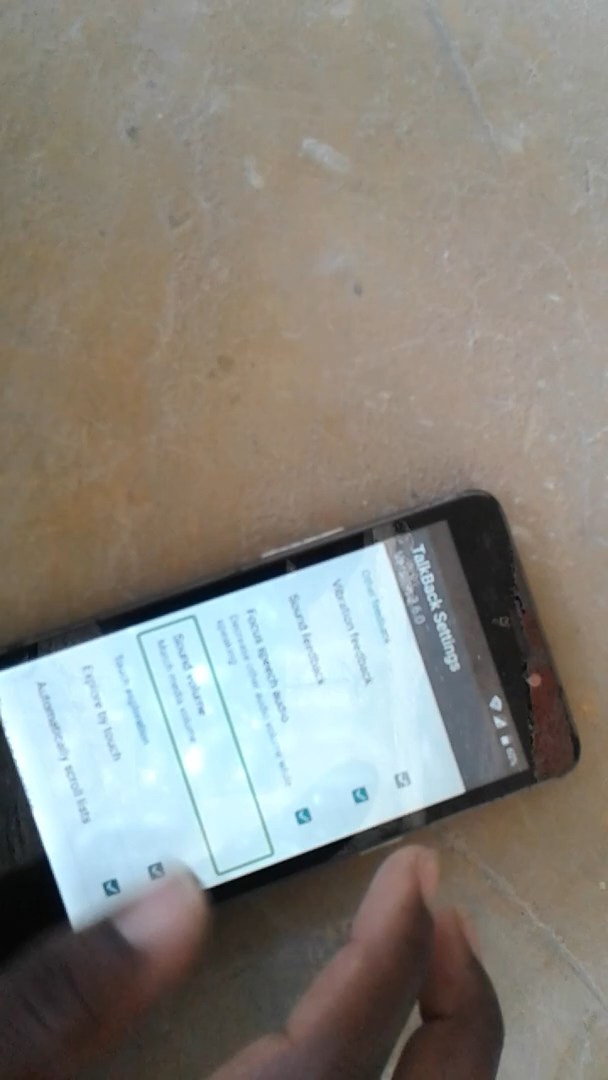 TalkBack Settings
Other feedback
Vibration feedback
Sound feedback
Focus speech audio
Decrease other audio volume while
speaking
Sound volume
Match media volume
Touch exploration
Explore by touch
Automatically scroll lists